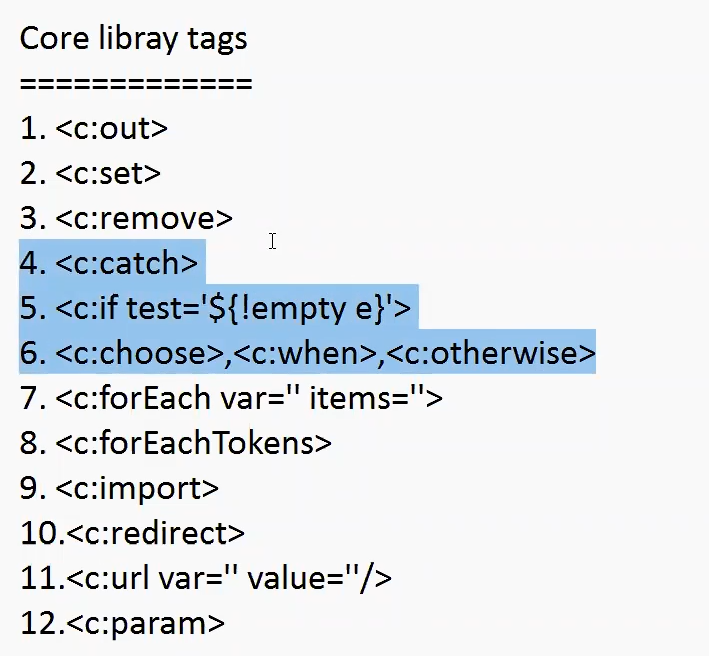 Core libray tags
=============
1. <c:out>
2. <c:set>
3. <c:remove>
4. <c:catch>
5. <c:if test='${!empty e}'>
6. <c:choose>,<c:when>,<c:otherwise>
7. <c:forEach var='' items=''>
8. <c:forEachTokens>
9. <c:import>
10.<c:redirect>
11.<c:url var='' value=''/>
12.<c:param>